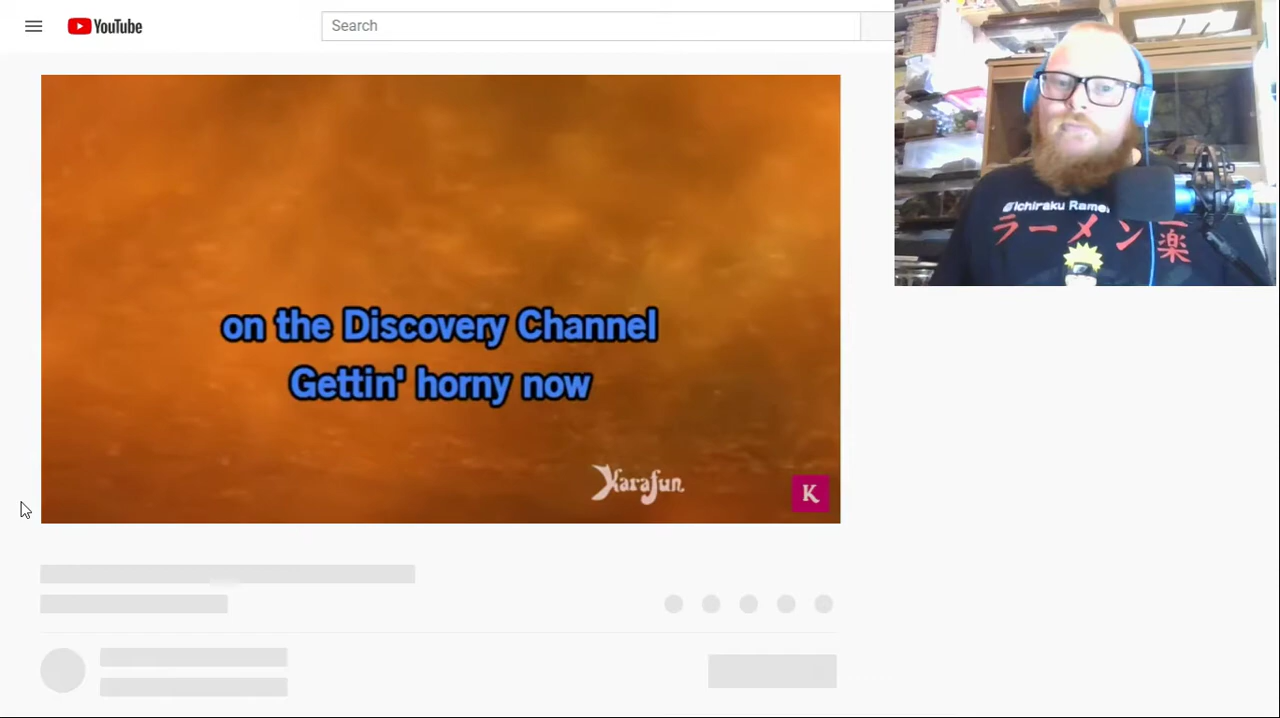 YouTube
Search
on the Discovery Channel
Gettin' horny now
Karafun
K
Ichiraku Ramen
ラーメン一楽